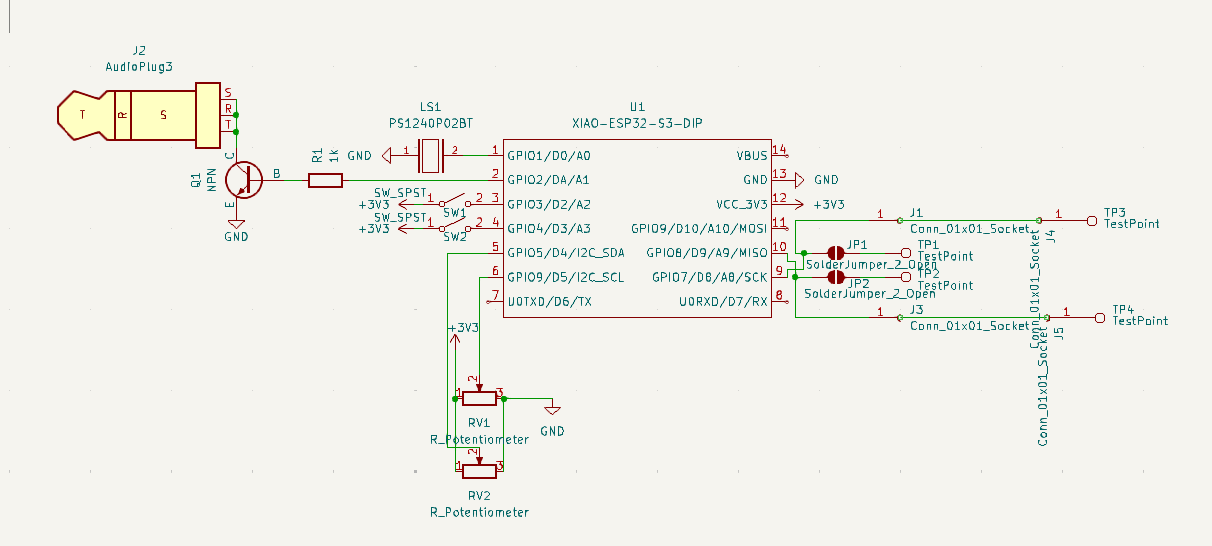 J2
AudioPlug3
T
R
S
S
R
T
C
Q1
NPN
B
E
GND
R1
1k
GND
LS1
PS1240P02BT
1
2
SW_SPST
+3V3
1
2
SW1
SW_SPST
+3V3
1
2
SW2
U1
XIAO-ESP32-S3-DIP
1
GPIO1/D0/A0
2
GPIO2/DA/A1
3
GPIO3/D2/A2
4
GPIO4/D3/A3
5
GPIO5/D4/I2C_SDA
6
GPIO9/D5/I2C_SCL
7
U0TXD/D6/TX
VBUS
14
GND
13
GND
VCC_3V3
12
+3V3
GPIO9/D10/A10/MOSI
11
GPIO8/D9/A9/MISO
10
GPIO7/D8/A8/SCK
9
U0RXD/D7/RX
8
1
J1
Conn_01x01_Socket
J4
Conn_01x01_Socket
1
TP3
TestPoint
JP1
SolderJumper_2_Open
TP1
TestPoint
JP2
SolderJumper_2_Open
TP2
TestPoint
1
J3
Conn_01x01_Socket
J5
Conn_01x01_Socket
1
TP4
TestPoint
+3V3
1
2
3
RV1
R_Potentiometer
GND
1
2
3
RV2
R_Potentiometer